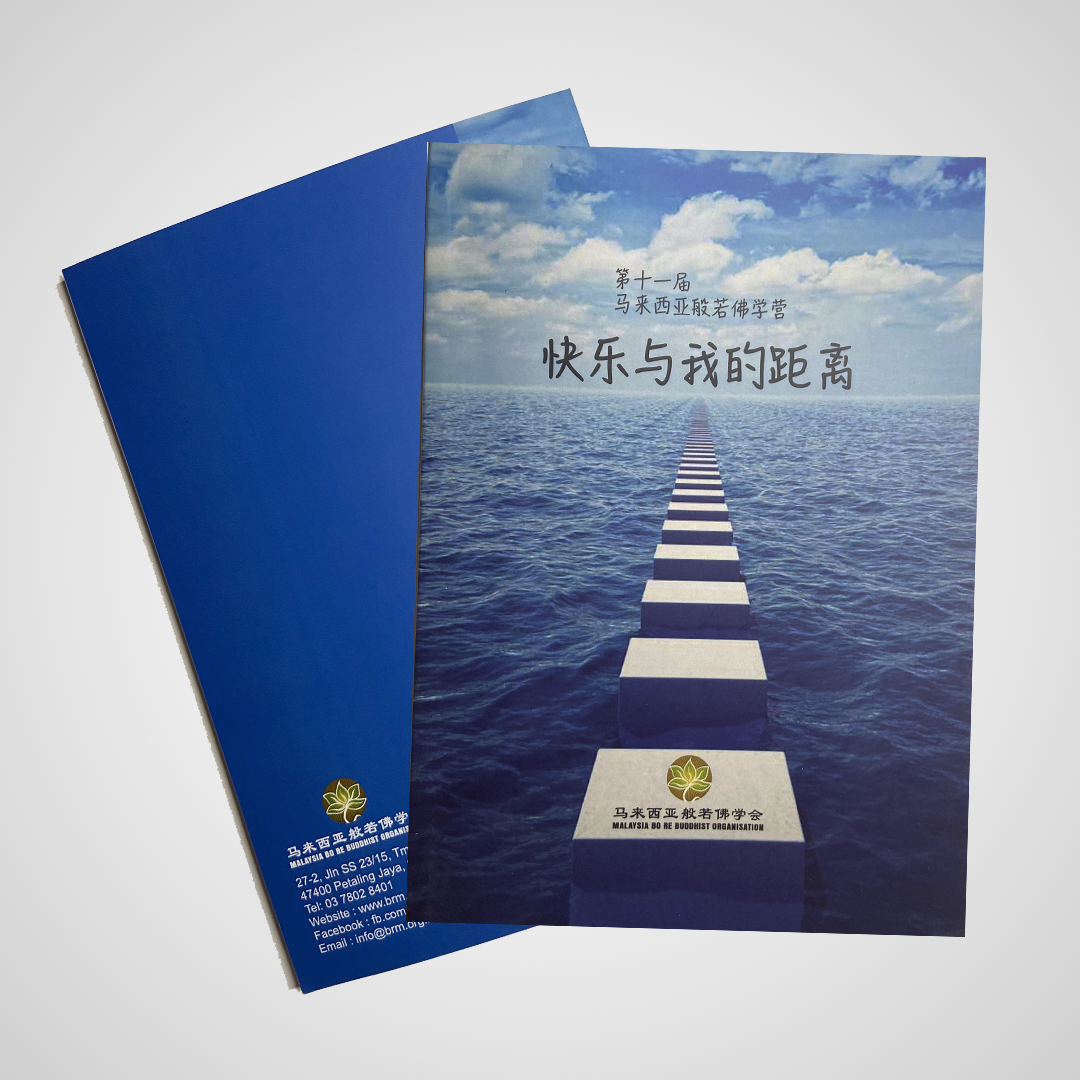 第十一届
马来西亚般若佛学营
快乐与我的距离
马来西亚般若佛学会
MALAYSIA BO RE BUDDHIST ORGANISATION
马来西亚般若佛学
MALAYSIA BO RE BUDDHIST
27-2, Jln SS 23/15,
47400 Petaling Jaya,
Tel: 03 7802 8401
Website : www.brm
Facebook : fb.com
Email : info@brm.org